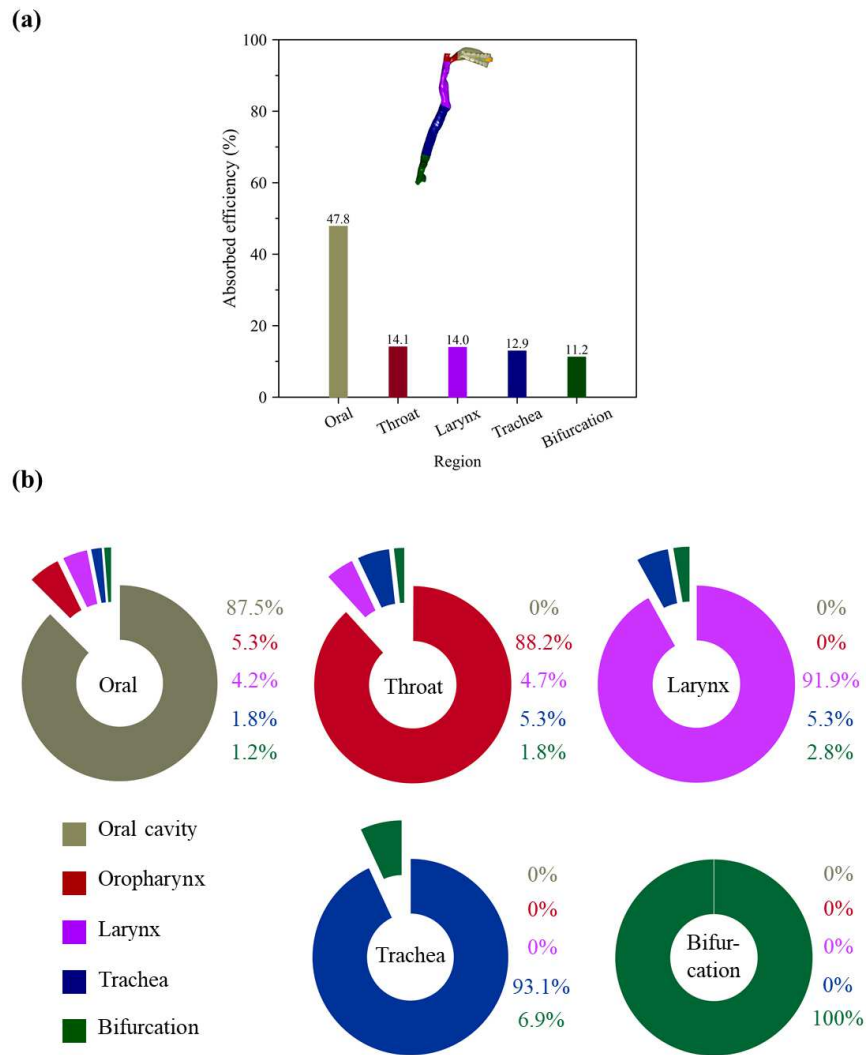 (a)
100
80
60
40
20
0
Absorbed efficiency (%)
47.8
14.1
14.0
12.9
11.2
Oral
Throat
Larynx
Trachea
Bifurcation
Region
(b)
Oral
87.5%
5.3%
4.2%
1.8%
1.2%
Throat
0%
88.2%
4.7%
5.3%
1.8%
Larynx
0%
0%
91.9%
5.3%
2.8%
Oral cavity
Oropharynx
Larynx
Trachea
Bifurcation
Trachea
0%
0%
0%
93.1%
6.9%
Bifur-
cation
0%
0%
0%
0%
100%